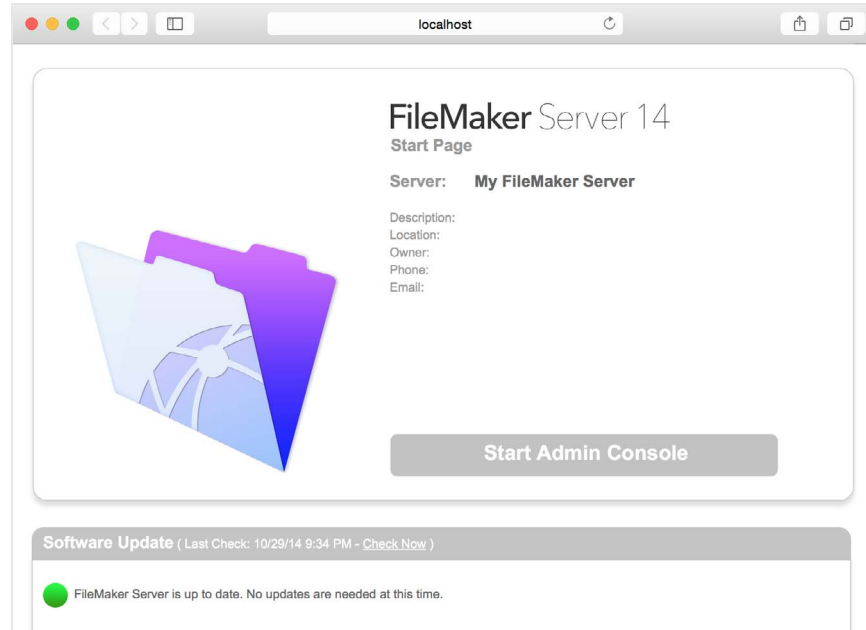 localhost
FileMaker Server 14
Start Page
Server: My FileMaker Server
Description:
Location:
Owner:
Phone:
Email:
Start Admin Console
Software Update ( Last Check: 10/29/14 9:34 PM - Check Now )
FileMaker Server is up to date. No updates are needed at this time.